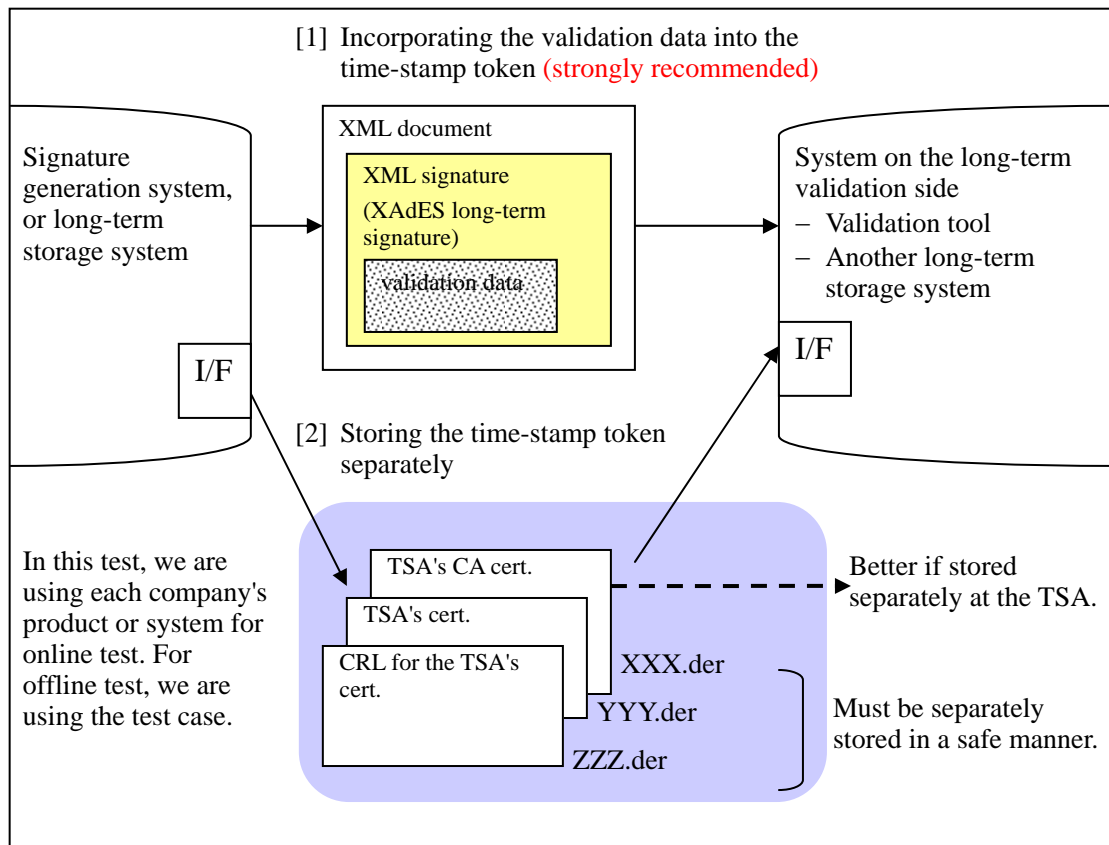 [1] Incorporating the validation data into the
time-stamp token (strongly recommended)
Signature
generation system,
or long-term
storage system
I/F
XML document
XML signature
(XAdES long-term
signature)
validation data
System on the long-term
validation side
– Validation tool
– Another long-term
storage system
I/F
[2] Storing the time-stamp token
separately
In this test, we are
using each company's
product or system for
online test. For
offline test, we are
using the test case.
TSA's CA cert.
TSA's cert.
CRL for the TSA's
cert.
XXX.der
YYY.der
ZZZ.der
Better if stored
separately at the TSA.
Must be separately
stored in a safe manner.